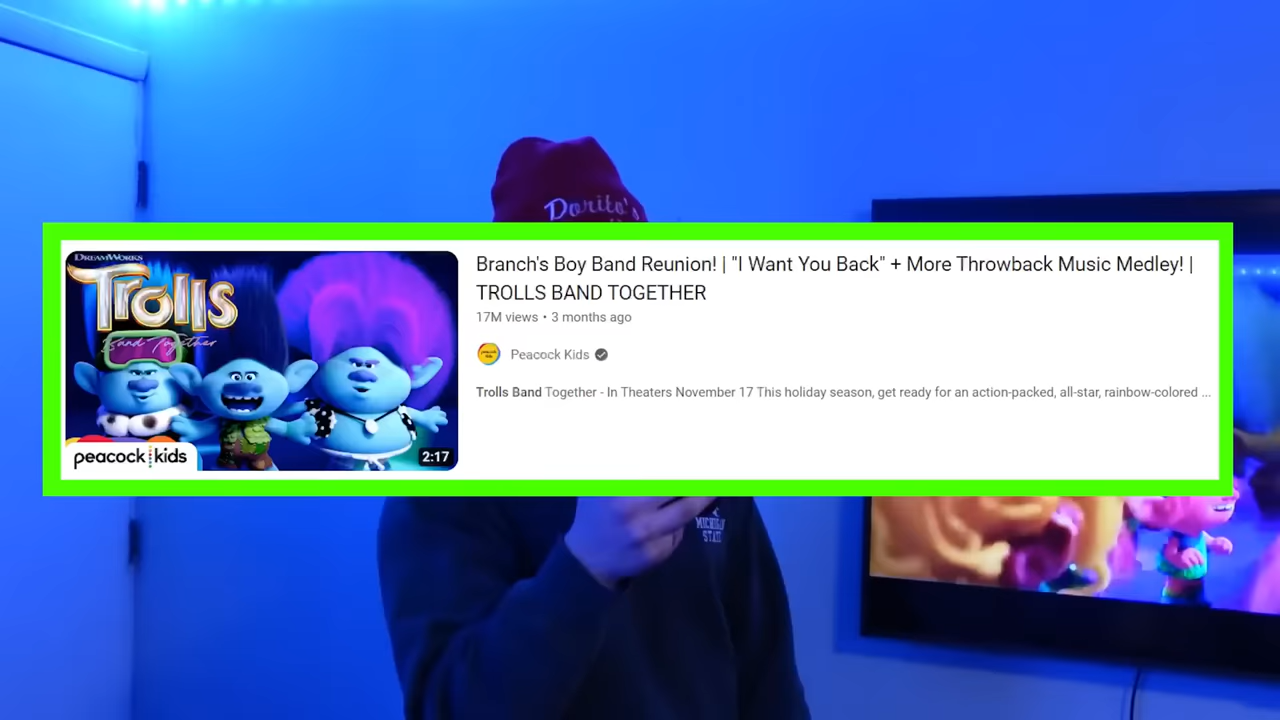 Dorito's
DREAMWORKS
Trolls
Band Together
peacock kids
2:17
Branch's Boy Band Reunion! | "I Want You Back" + More Throwback Music Medley! |
TROLLS BAND TOGETHER
17M views • 3 months ago
Peacock Kids
Trolls Band Together - In Theaters November 17 This holiday season, get ready for an action-packed, all-star, rainbow-colored ...
MICHIGAN
STATE